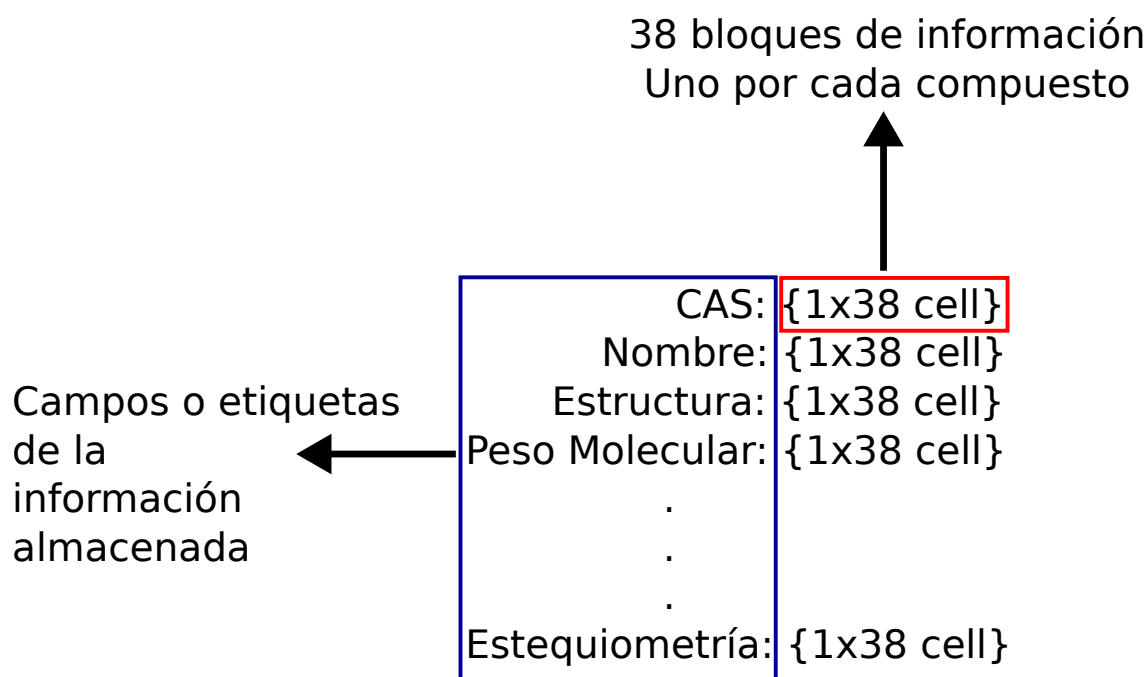 38 bloques de información
Uno por cada compuesto
CAS: {1x38 cell}
Nombre: {1x38 cell}
Estructura: {1x38 cell}
Peso Molecular: {1x38 cell}
.
.
.
Estequiometría: {1x38 cell}
Campos o etiquetas
de la
información
almacenada